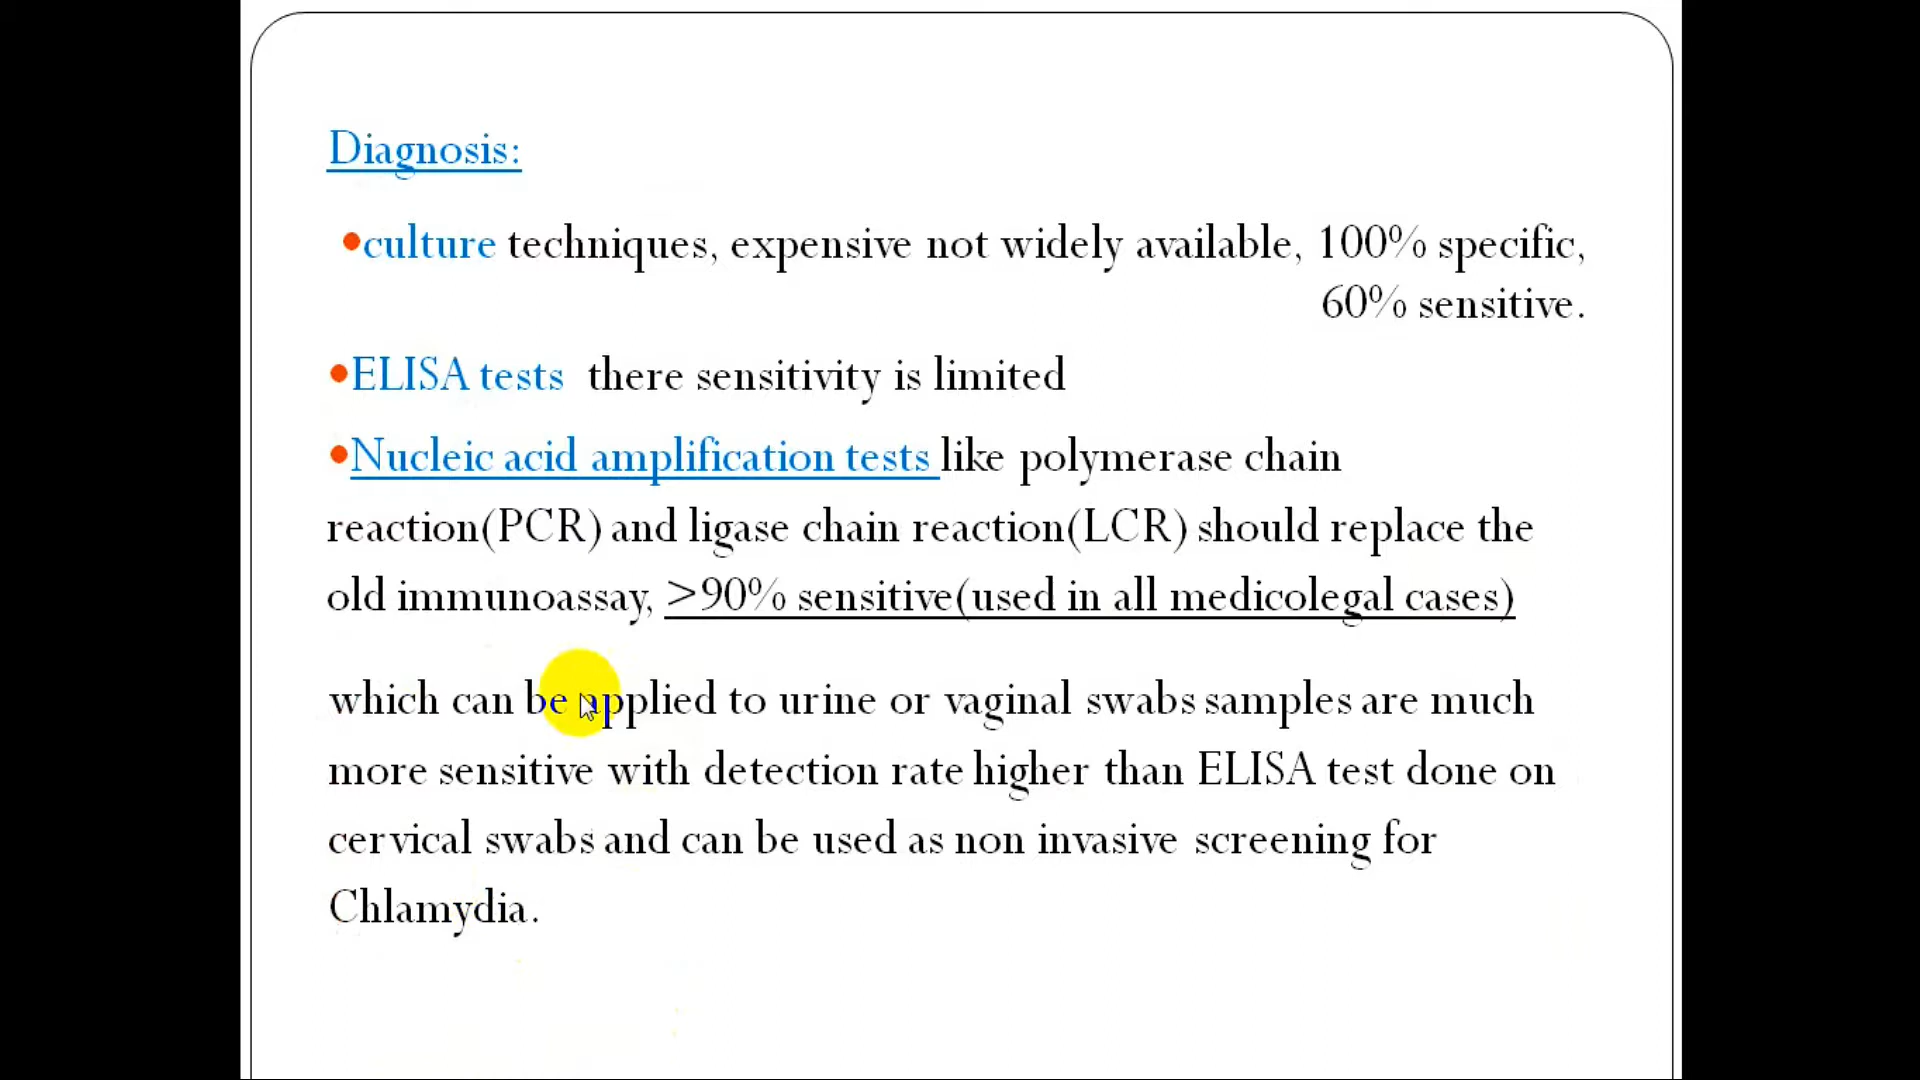 Diagnosis:
•culture techniques, expensive not widely available, 100% specific,
60% sensitive.
•ELISA tests there sensitivity is limited
•Nucleic acid amplification tests like polymerase chain
reaction(PCR) and ligase chain reaction(LCR) should replace the
old immunoassay, >90% sensitive(used in all medicolegal cases)
which can be applied to urine or vaginal swabs samples are much
more sensitive with detection rate higher than ELISA test done on
cervical swabs and can be used as non invasive screening for
Chlamydia.